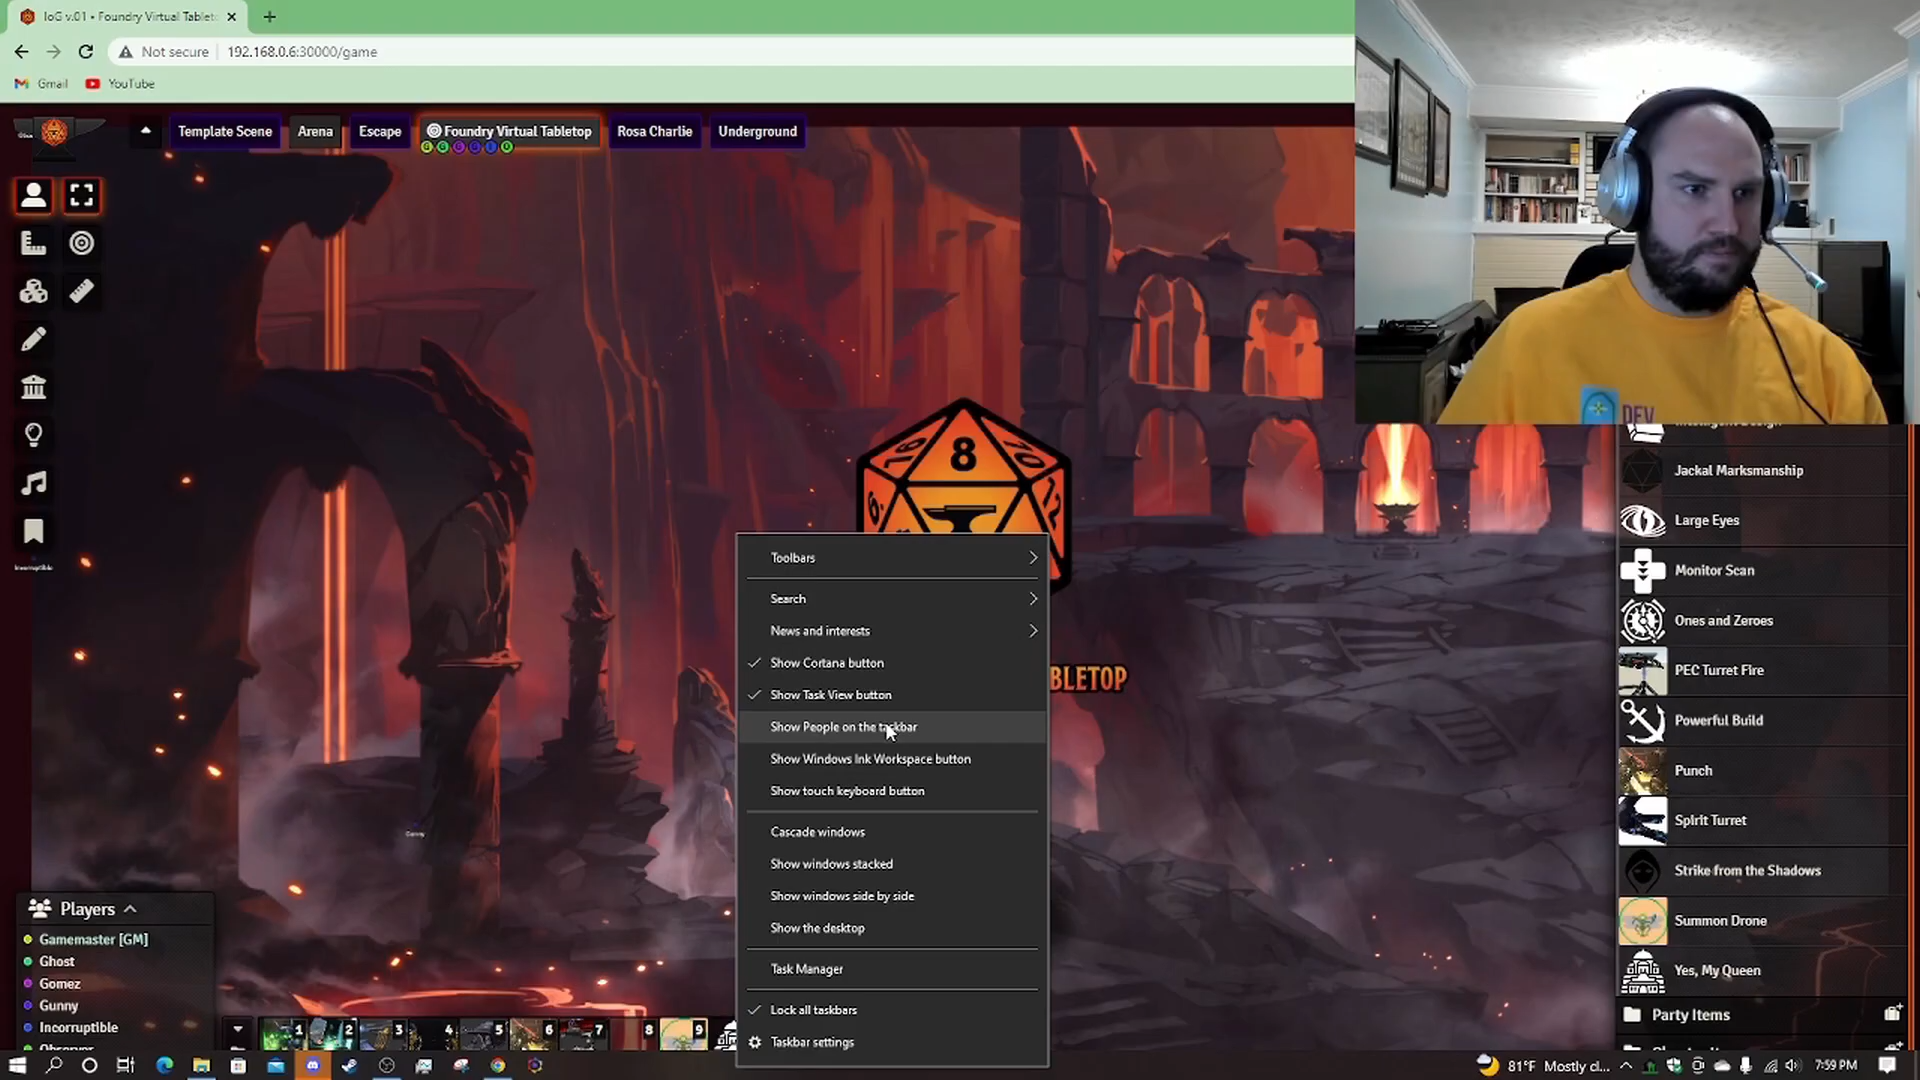 IoG v.01 • Foundry Virtual Tablet
Not secure
192.168.0.6:30000/game
Gmail
YouTube
Template Scene
Arena
Escape
Foundry Virtual Tabletop
Rosa Charlie
Underground
G G G G I O
DEV
8
20
12
BLETOP
Toolbars
Search
News and interests
Show Cortana button
Show Task View button
Show People on the taskbar
Show Windows Ink Workspace button
Show touch keyboard button
Cascade windows
Show windows stacked
Show windows side by side
Show the desktop
Task Manager
Lock all taskbars
Taskbar settings
Jackal Marksmanship
Large Eyes
Monitor Scan
Ones and Zeroes
PEC Turret Fire
Powerful Build
Punch
Spirit Turret
Strike from the Shadows
Summon Drone
Yes, My Queen
Party Items
Incorruptible
Gunny
Players
Gamemaster [GM]
Ghost
Gomez
Gunny
Incorruptible
Observer
1 2 3 4 5 6 7 8 9
81°F Mostly cl...
7:59 PM